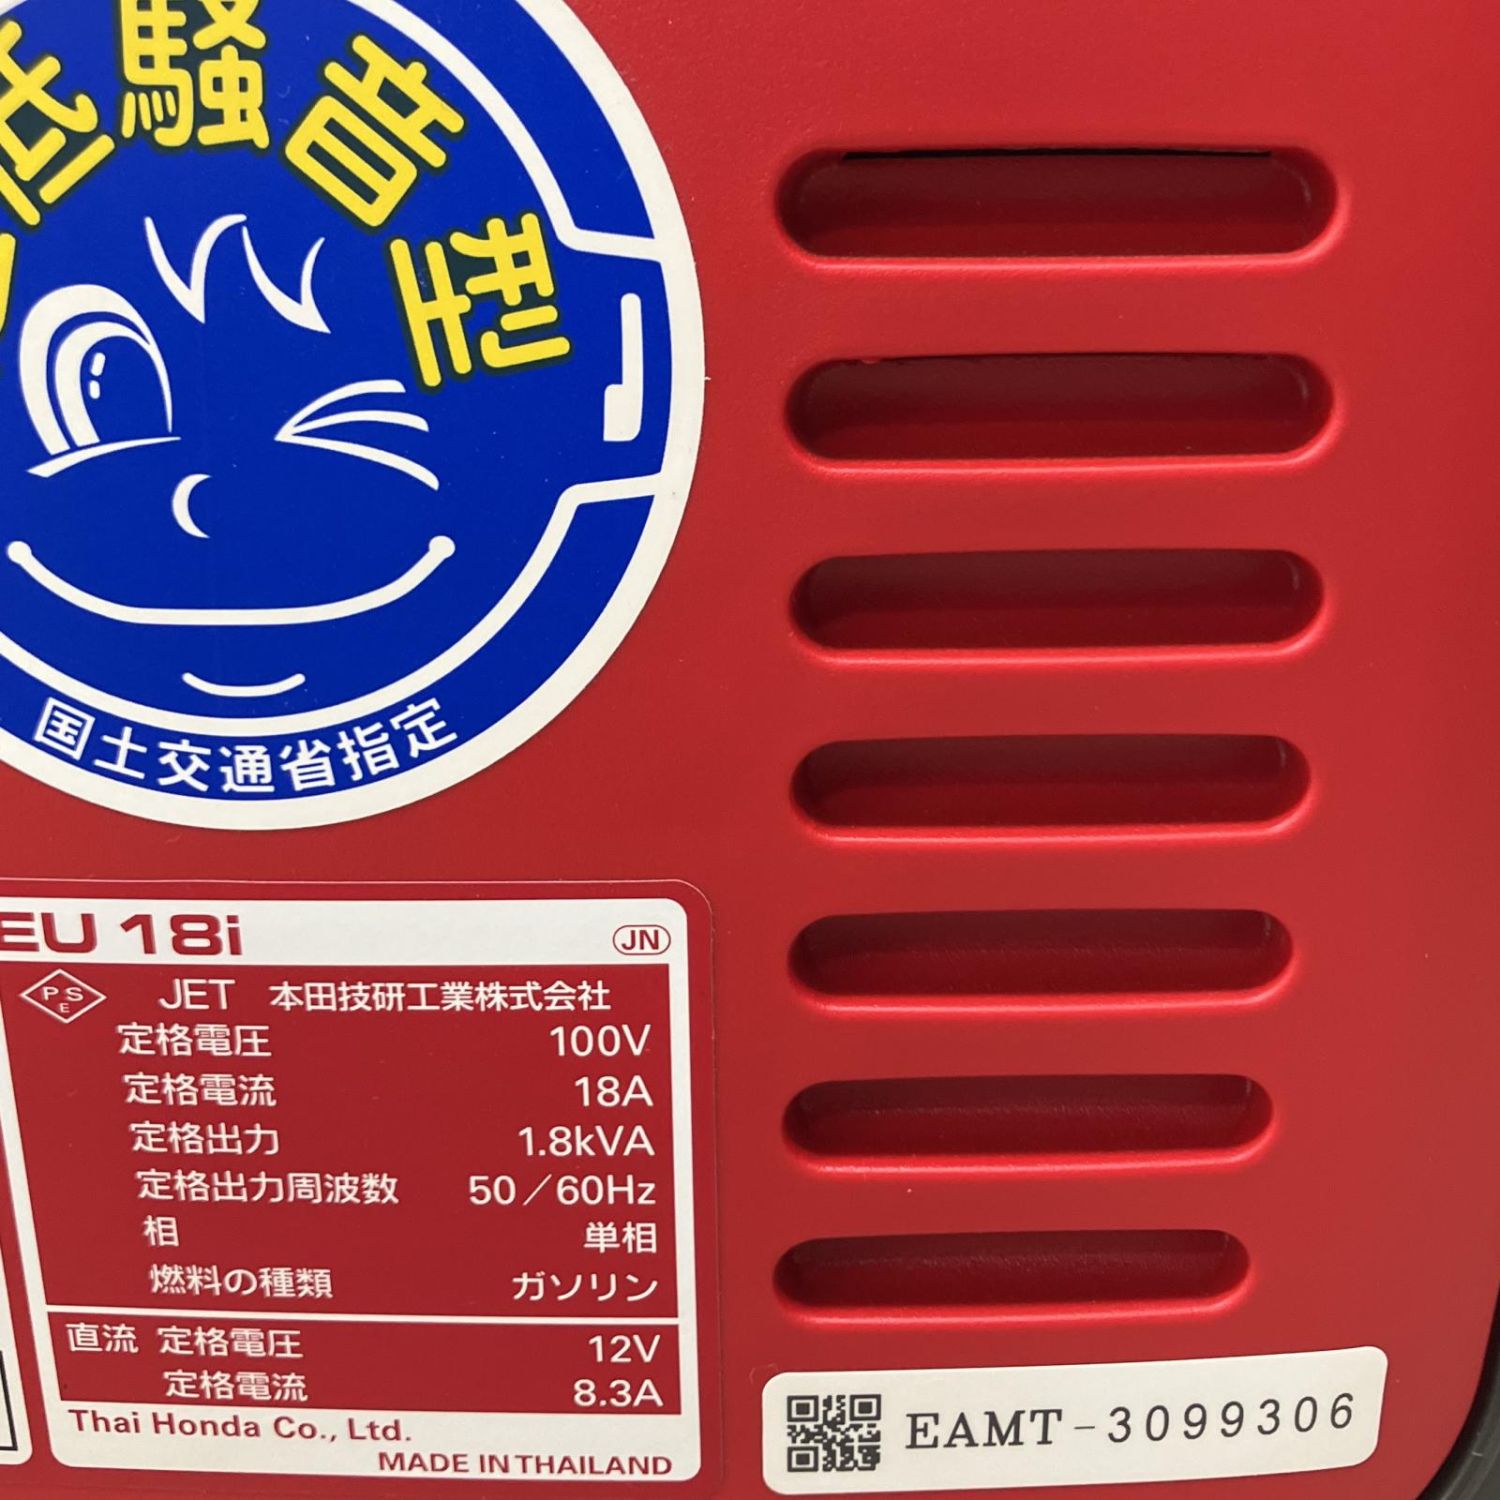 低騒音型
国土交通省指定
EU 18i
JN
PSE JET 本田技研工業株式会社
定格電圧 100V
定格電流 18A
定格出力 1.8kVA
定格出力周波数 50／60Hz
相 単相
燃料の種類 ガソリン
直流 定格電圧 12V
定格電流 8.3A
Thai Honda Co., Ltd.
MADE IN THAILAND
EAMT-3099306